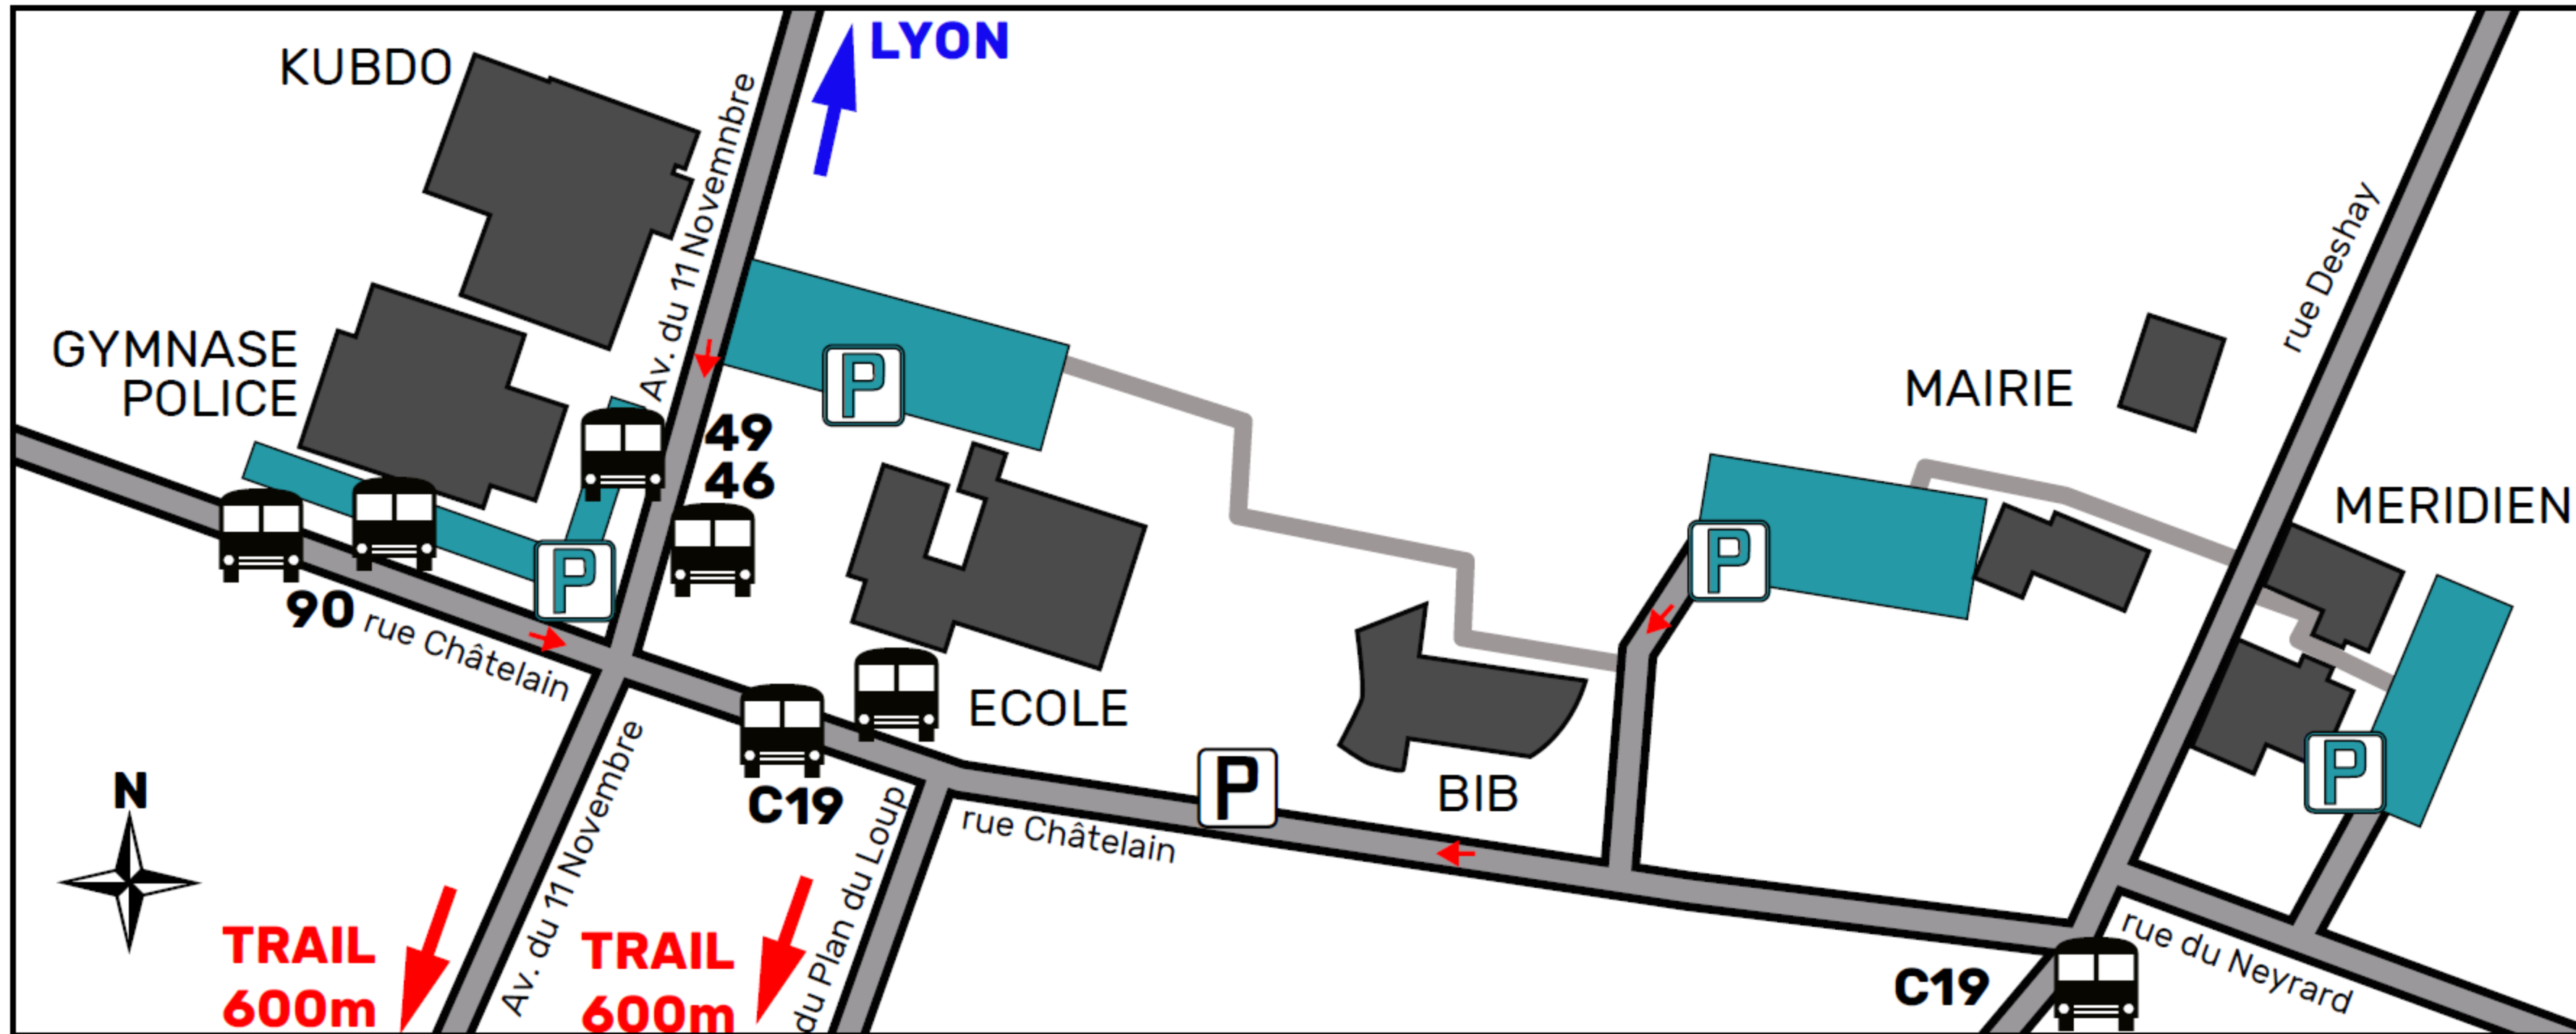 LYON
KUBDO
Av. du 11 Novemnbre
rue Deshay
GYMNASE
POLICE
P
49
46
MAIRIE
MERIDIEN
P
P
90
rue Châtelain
ECOLE
P
P
BIB
C19
rue Châtelain
N
Av. du 11 Novembre
du Plan du Loup
TRAIL
600m
TRAIL
600m
C19
rue du Neyrard